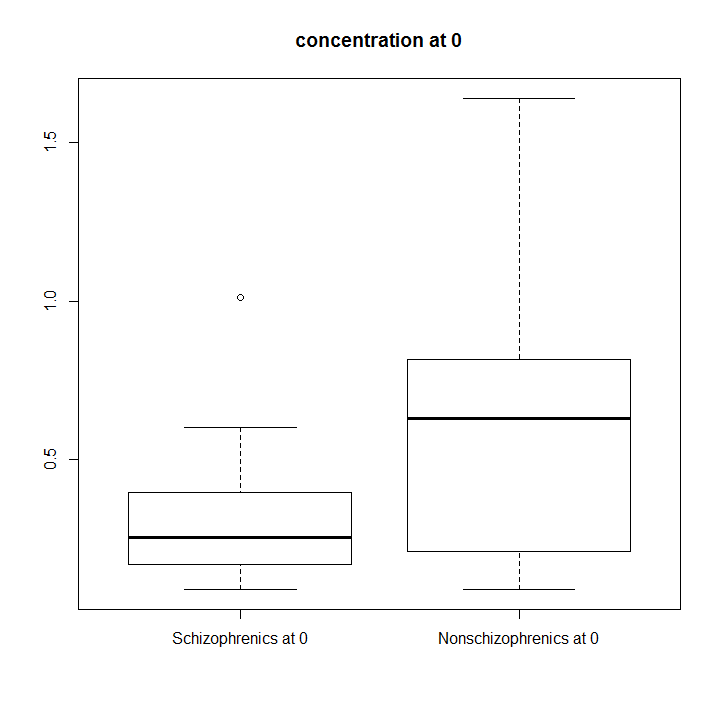 concentration at 0
1.5
1.0
0.5
Schizophrenics at 0
Nonschizophrenics at 0